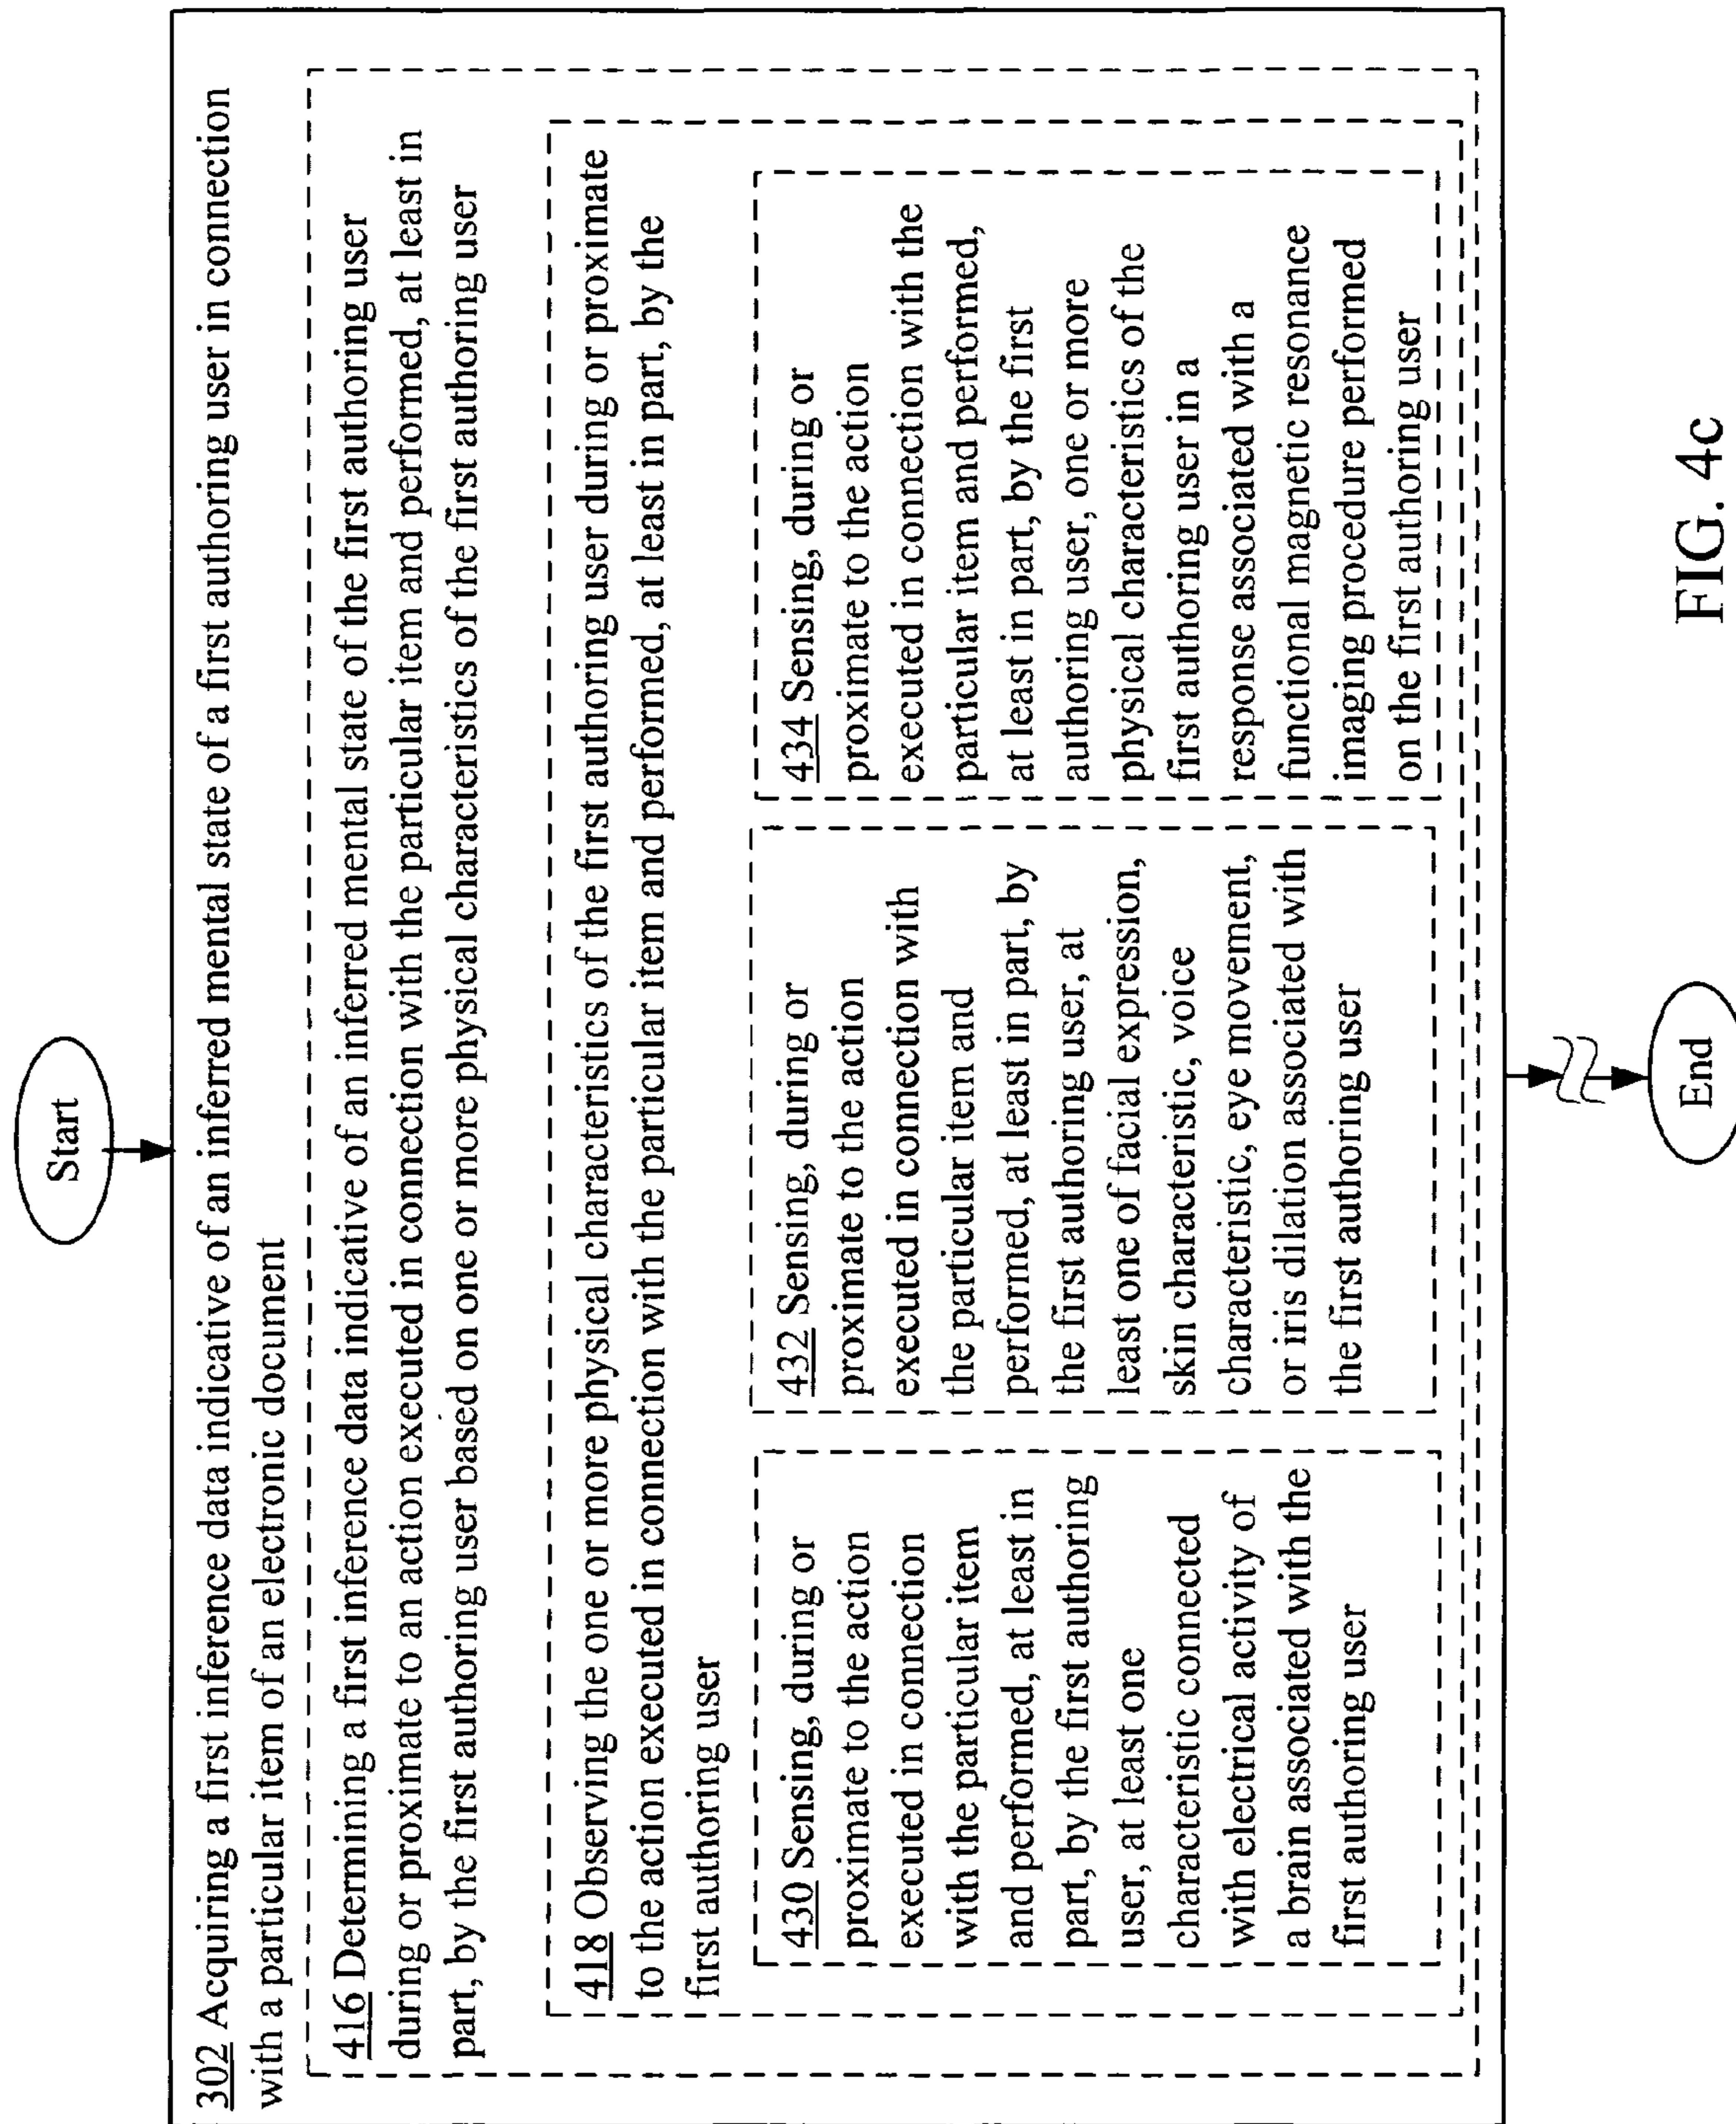 Start
302 Acquiring a first inference data indicative of an inferred mental state of a first authoring user in connection
with a particular item of an electronic document
416 Determining a first inference data indicative of an inferred mental state of the first authoring user
during or proximate to an action executed in connection with the particular item and performed, at least in
part, by the first authoring user based on one or more physical characteristics of the first authoring user
418 Observing the one or more physical characteristics of the first authoring user during or proximate
to the action executed in connection with the particular item and performed, at least in part, by the
first authoring user
430 Sensing, during or
proximate to the action
executed in connection
with the particular item
and performed, at least in
part, by the first authoring
user, at least one
characteristic connected
with electrical activity of
a brain associated with the
first authoring user
432 Sensing, during or
proximate to the action
executed in connection with
the particular item and
performed, at least in part, by
the first authoring user, at
least one of facial expression,
skin characteristic, voice
characteristic, eye movement,
or iris dilation associated with
the first authoring user
434 Sensing, during or
proximate to the action
executed in connection with the
particular item and performed,
at least in part, by the first
authoring user, one or more
physical characteristics of the
first authoring user in a
response associated with a
functional magnetic resonance
imaging procedure performed
on the first authoring user
End
FIG. 4c